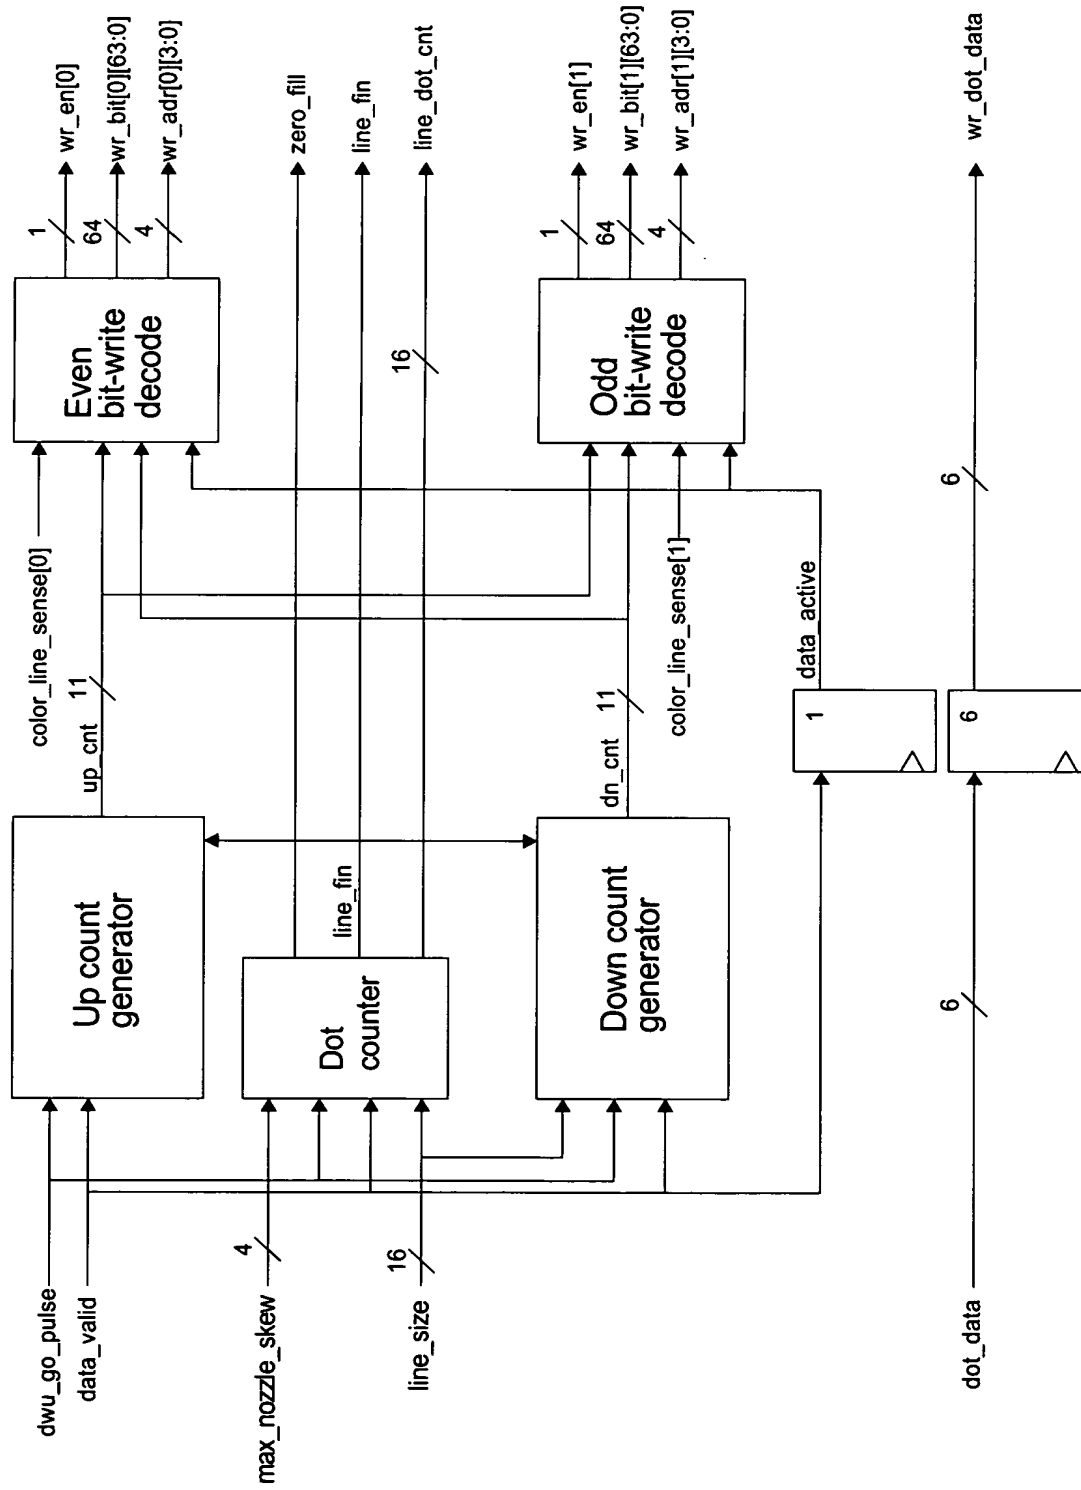 dwu_go_pulse
data_valid
max_nozzle_skew
4
line_size
16
dot_data
6
Up count
generator
Dot
counter
Down count
generator
line_fin
up_cnt
11
dn_cnt
11
color_line_sense[0]
color_line_sense[1]
1
data_active
6
Even
bit-write
decode
Odd
bit-write
decode
16
6
1
64
4
1
64
4
wr_en[0]
wr_bit[0][63:0]
wr_adr[0][3:0]
zero_fill
line_fin
line_dot_cnt
wr_en[1]
wr_bit[1][63:0]
wr_adr[1][3:0]
wr_dot_data